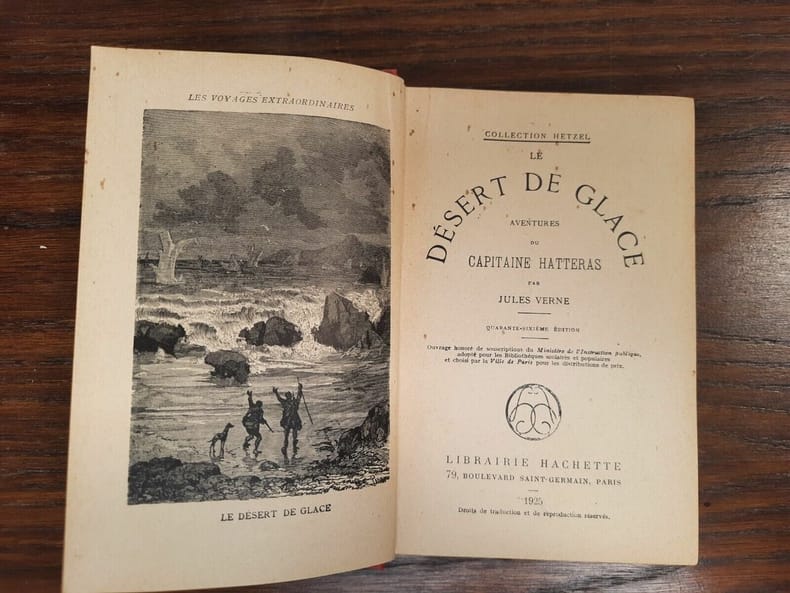 LES VOYAGES EXTRAORDINAIRES
LE DÉSERT DE GLACE
COLLECTION HETZEL
LE
DÉSERT DE GLACE
AVENTURES
DU
CAPITAINE HATTERAS
PAR
JULES VERNE
QUARANTE-SIXIÈME ÉDITION
Ouvrage honoré de souscriptions du Ministère de l'Instruction publique,
adopté pour les Bibliothèques scolaires et populaires
et choisi par la Ville de Paris pour les distributions de prix.
LIBRAIRIE HACHETTE
79, BOULEVARD SAINT-GERMAIN, PARIS
1925
Droits de traduction et de reproduction réservés.